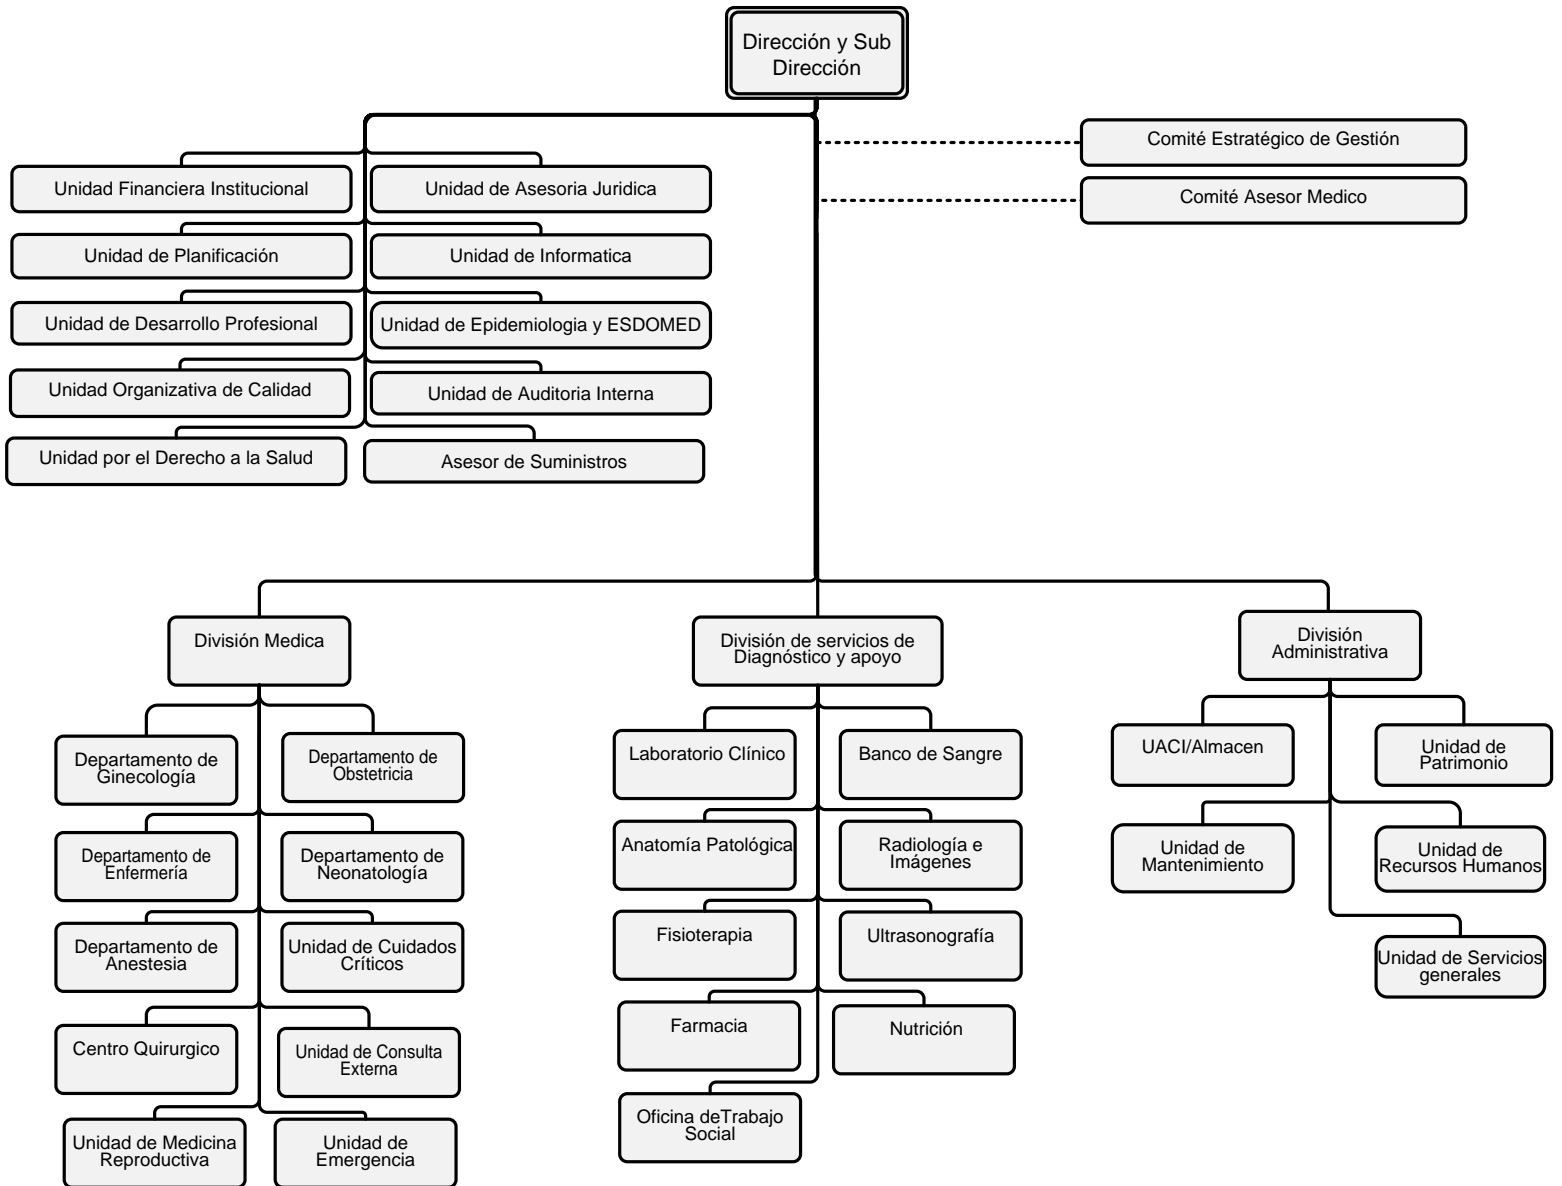 Dirección y Sub
Dirección
Comité Estratégico de Gestión
Comité Asesor Medico
Unidad Financiera Institucional
Unidad de Asesoria Juridica
Unidad de Planificación
Unidad de Informatica
Unidad de Desarrollo Profesional
Unidad de Epidemiologia y ESDOMED
Unidad Organizativa de Calidad
Unidad de Auditoria Interna
Unidad por el Derecho a la Salud
Asesor de Suministros
División Medica
División de servicios de
Diagnóstico y apoyo
División
Administrativa
Departamento de
Ginecología
Departamento de
Obstetricia
Departamento de
Enfermería
Departamento de
Neonatología
Departamento de
Anestesia
Unidad de Cuidados
Críticos
Centro Quirurgico
Unidad de Consulta
Externa
Unidad de Medicina
Reproductiva
Unidad de
Emergencia
Laboratorio Clínico
Banco de Sangre
Anatomía Patológica
Radiología e
Imágenes
Fisioterapia
Ultrasonografía
Farmacia
Nutrición
Oficina deTrabajo
Social
UACI/Almacen
Unidad de
Patrimonio
Unidad de
Mantenimiento
Unidad de
Recursos Humanos
Unidad de Servicios
generales